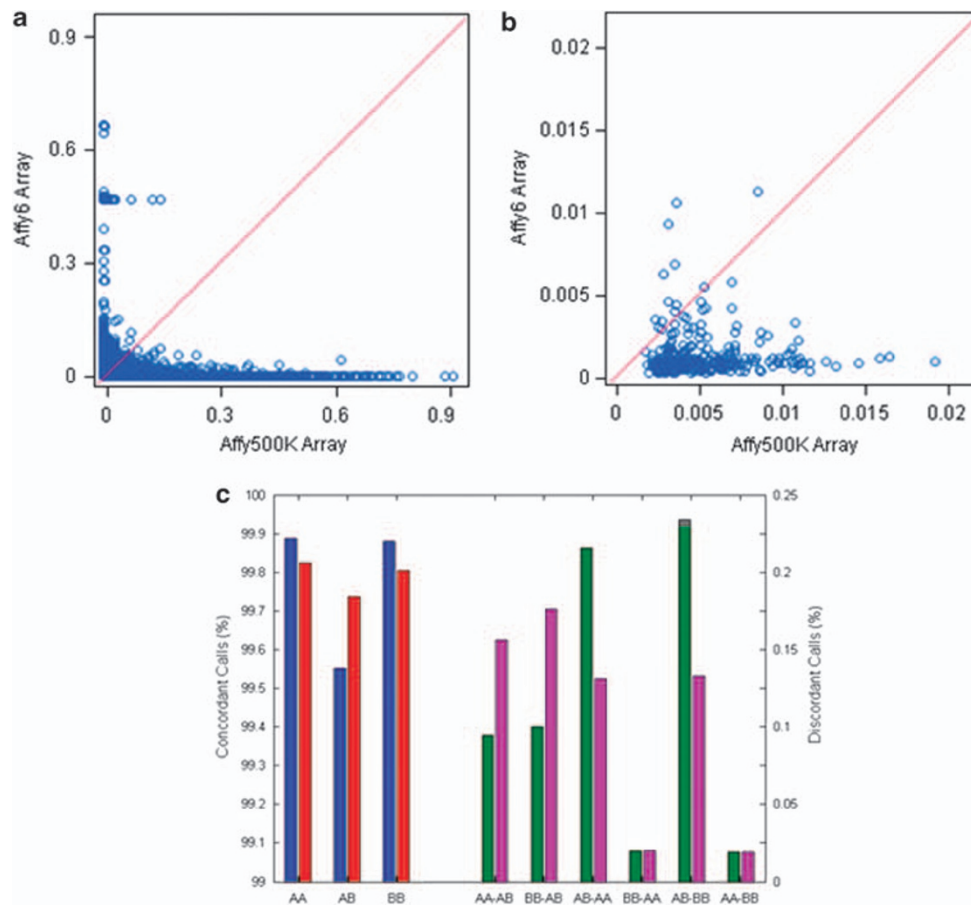 a
0.9
0.6
0.3
0
Affy6 Array
0 0.3 0.6 0.9
Affy500K Array
b
0.02
0.015
0.01
0.005
0
Affy6 Array
0 0.005 0.01 0.015 0.02
Affy500K Array
c
100
99.9
99.8
99.7
99.6
99.5
99.4
99.3
99.2
99.1
99
Concordant Calls (%)
0.25
0.2
0.15
0.1
0.05
0
Discordant Calls (%)
AA AB BB AA-AB BB-AB AB-AA BB-AA AB-BB AA-BB